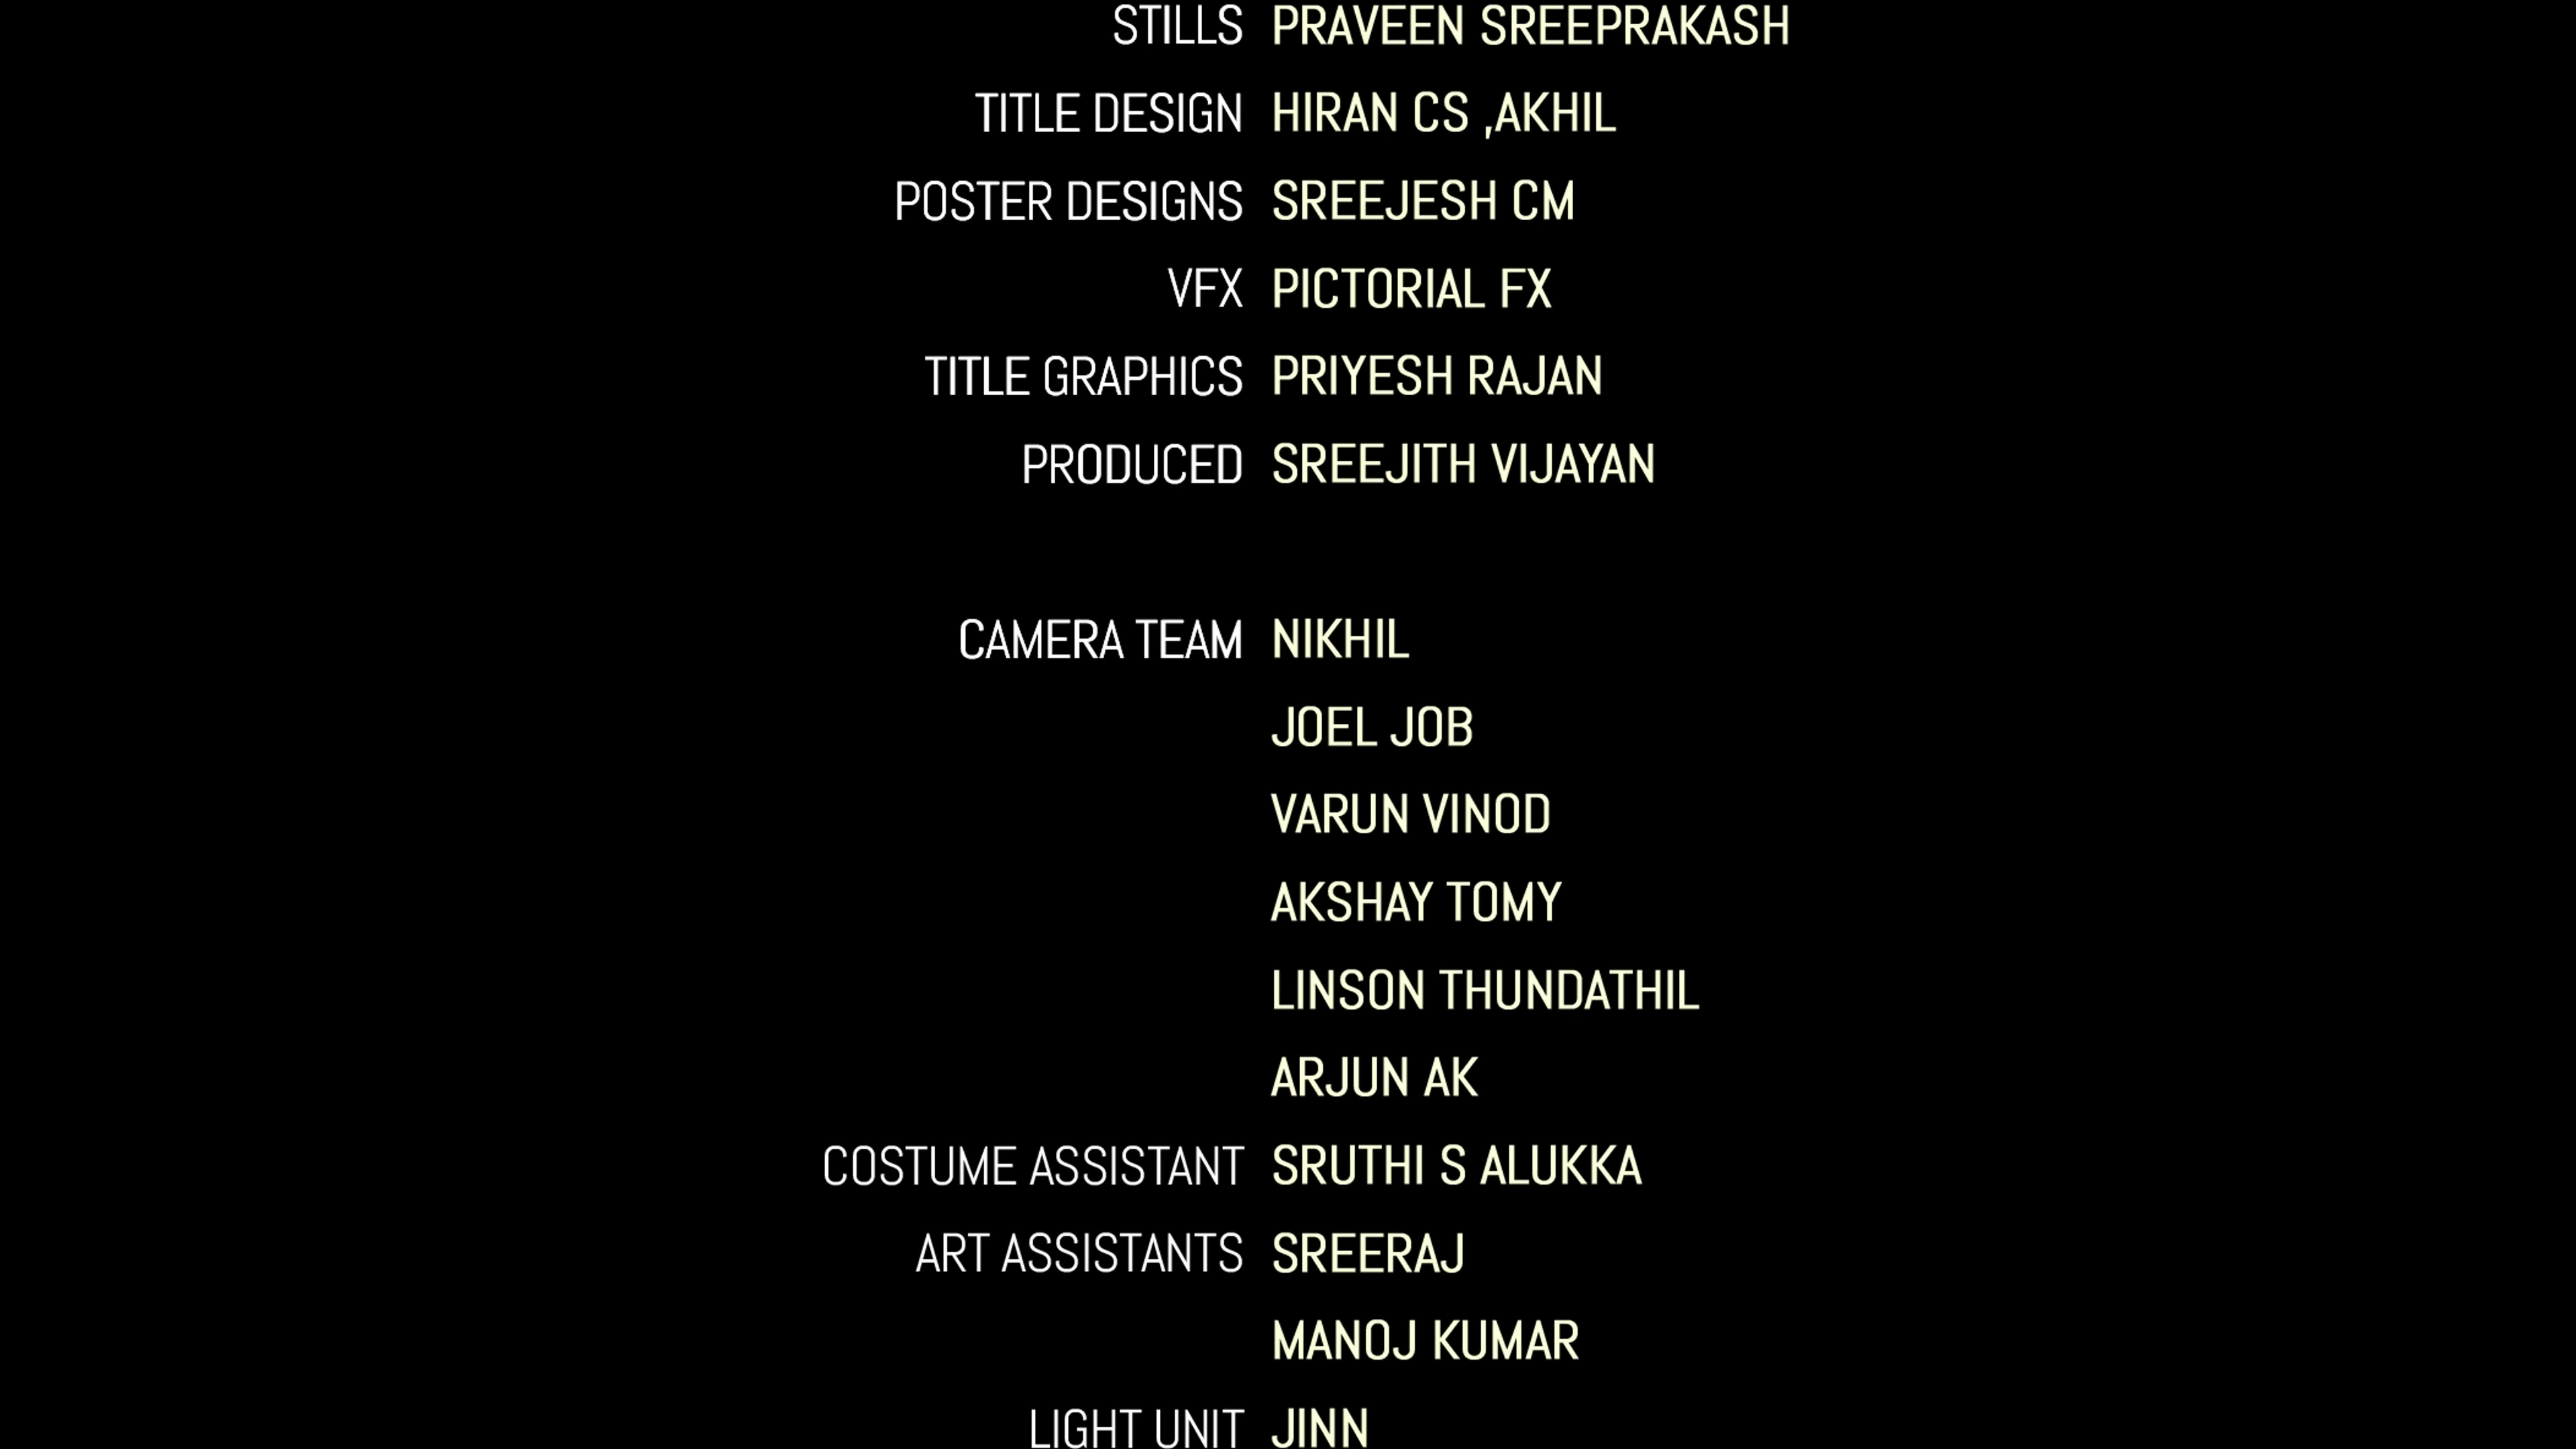 STILLS PRAVEEN SREEPRAKASH
TITLE DESIGN HIRAN CS ,AKHIL
POSTER DESIGNS SREEJESH CM
VFX PICTORIAL FX
TITLE GRAPHICS PRIYESH RAJAN
PRODUCED SREEJITH VIJAYAN
CAMERA TEAM NIKHIL
JOEL JOB
VARUN VINOD
AKSHAY TOMY
LINSON THUNDATHIL
ARJUN AK
COSTUME ASSISTANT SRUTHI S ALUKKA
ART ASSISTANTS SREERAJ
MANOJ KUMAR
LIGHT UNIT JINN